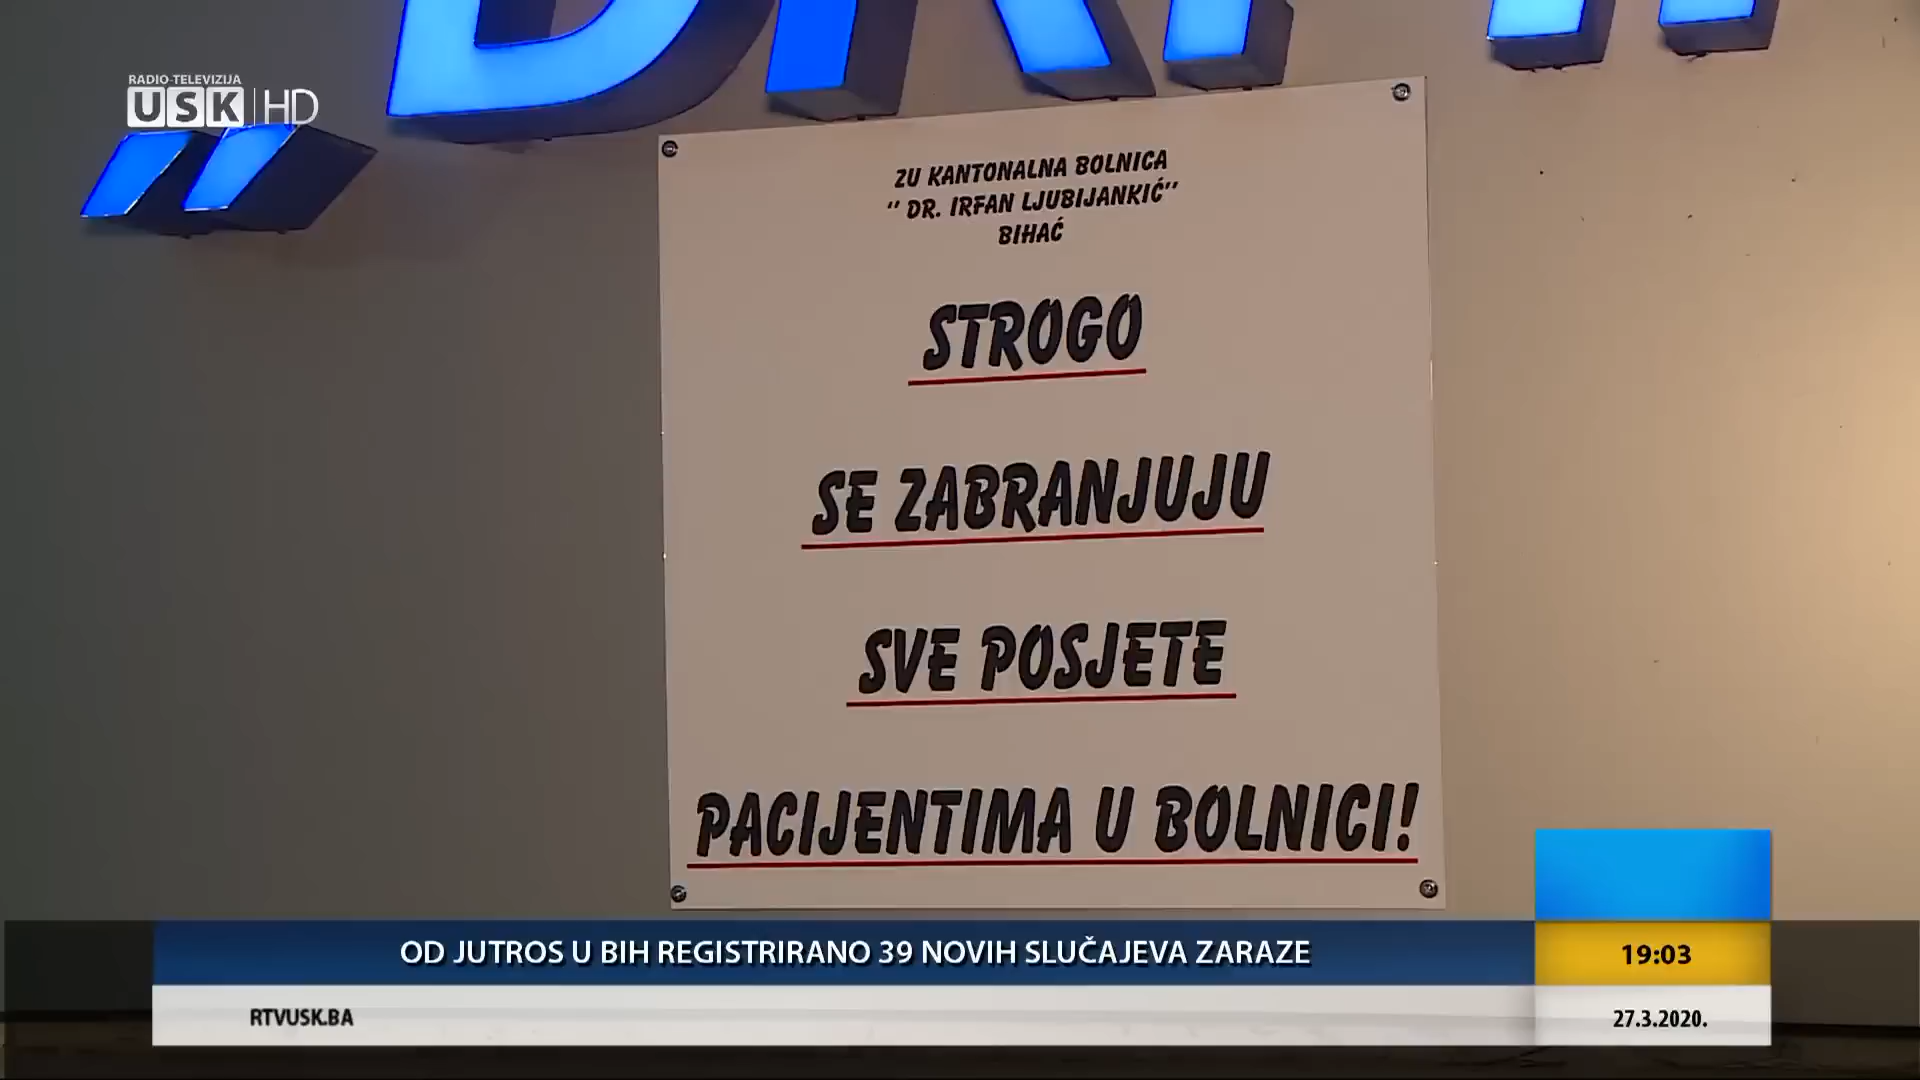 RADIO-TELEVIZIJA
USK HD
ZU KANTONALNA BOLNICA
'' DR. IRFAN LJUBIJANKIĆ''
BIHAĆ
STROGO
SE ZABRANJUJU
SVE POSJETE
PACIJENTIMA U BOLNICI!
OD JUTROS U BIH REGISTRIRANO 39 NOVIH SLUČAJEVA ZARAZE
19:03
RTVUSK.BA
27.3.2020.